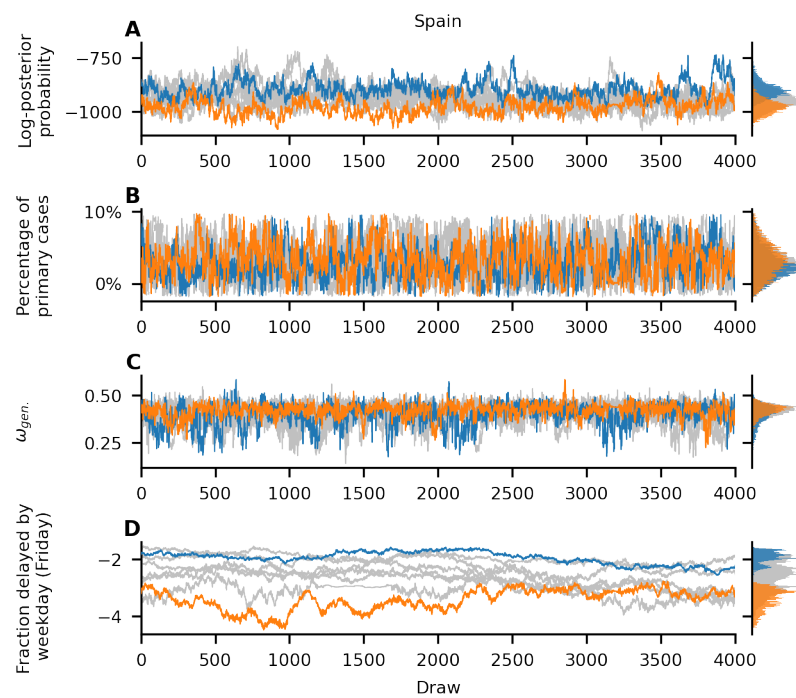 Spain
A
Log-posterior
probability
−750
−1000
0 500 1000 1500 2000 2500 3000 3500 4000
B
Percentage of
primary cases
10%
0%
0 500 1000 1500 2000 2500 3000 3500 4000
C
ω_gen.
0.50
0.25
0 500 1000 1500 2000 2500 3000 3500 4000
D
Fraction delayed by
weekday (Friday)
−2
−4
0 500 1000 1500 2000 2500 3000 3500 4000
Draw